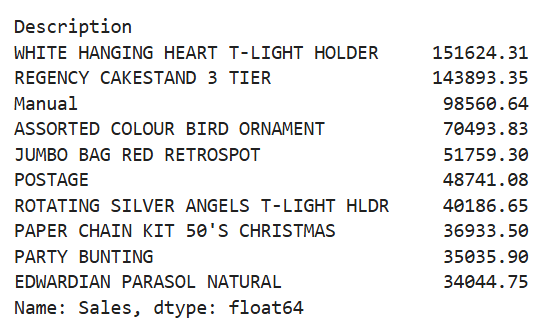 Description
WHITE HANGING HEART T-LIGHT HOLDER     151624.31
REGENCY CAKESTAND 3 TIER               143893.35
Manual                                  98560.64
ASSORTED COLOUR BIRD ORNAMENT           70493.83
JUMBO BAG RED RETROSPOT                 51759.30
POSTAGE                                 48741.08
ROTATING SILVER ANGELS T-LIGHT HLDR     40186.65
PAPER CHAIN KIT 50'S CHRISTMAS          36933.50
PARTY BUNTING                           35035.90
EDWARDIAN PARASOL NATURAL               34044.75
Name: Sales, dtype: float64